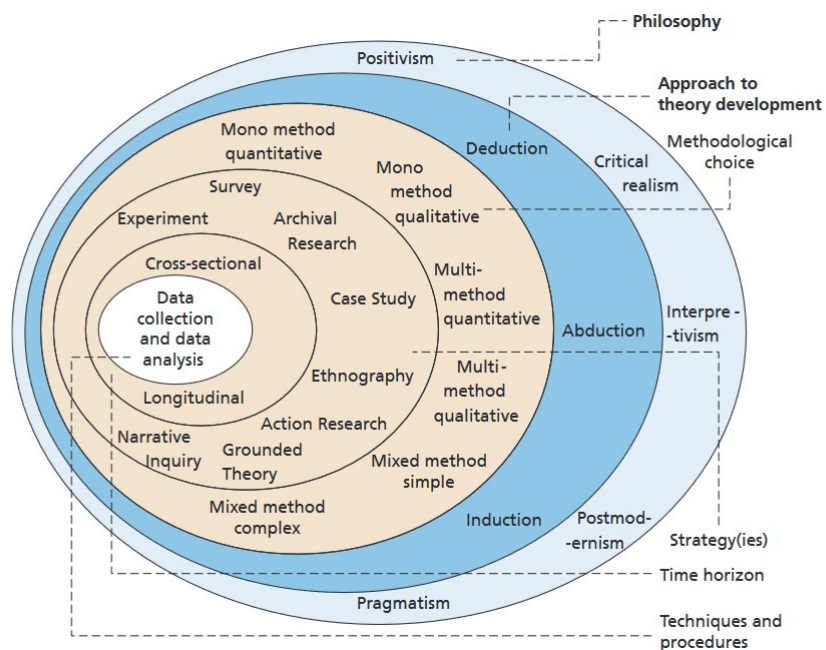 Philosophy
Positivism
Approach to
theory development
Mono method
quantitative
Deduction
Methodological
choice
Critical
realism
Mono
method
qualitative
Survey
Experiment
Archival
Research
Cross-sectional
Multi-
method
quantitative
Data
collection
and data
analysis
Case Study
Interpre -
-tivism
Abduction
Ethnography
Multi-
method
qualitative
Longitudinal
Action Research
Narrative
Inquiry
Grounded
Theory
Mixed method
simple
Mixed method
complex
Induction
Postmod-
-ernism
Strategy(ies)
Time horizon
Pragmatism
Techniques and
procedures